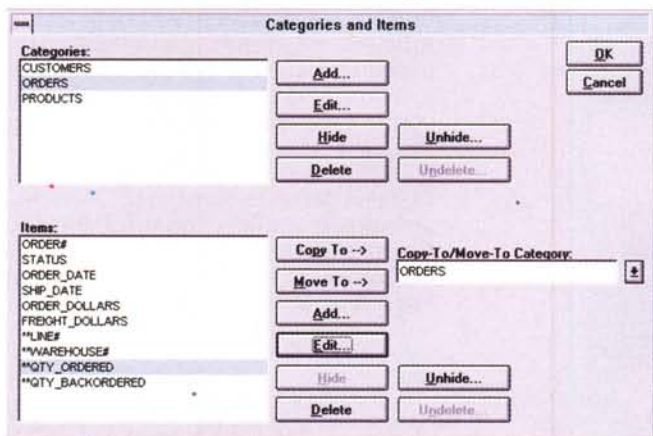 Categories and Items
Categories:
CUSTOMERS
ORDERS
PRODUCTS
Add...
Edit...
Hide
Unhide...
Delete
Undelete...
OK
Cancel
Items:
ORDER#
STATUS
ORDER_DATE
SHIP_DATE
ORDER_DOLLARS
FREIGHT_DOLLARS
**LINE#
**WAREHOUSE#
**QTY_ORDERED
**QTY_BACKORDERED
Copy To -->
Move To -->
Copy-To/Move-To Category:
ORDERS
Add...
Edit...
Hide
Unhide...
Delete
Undelete...